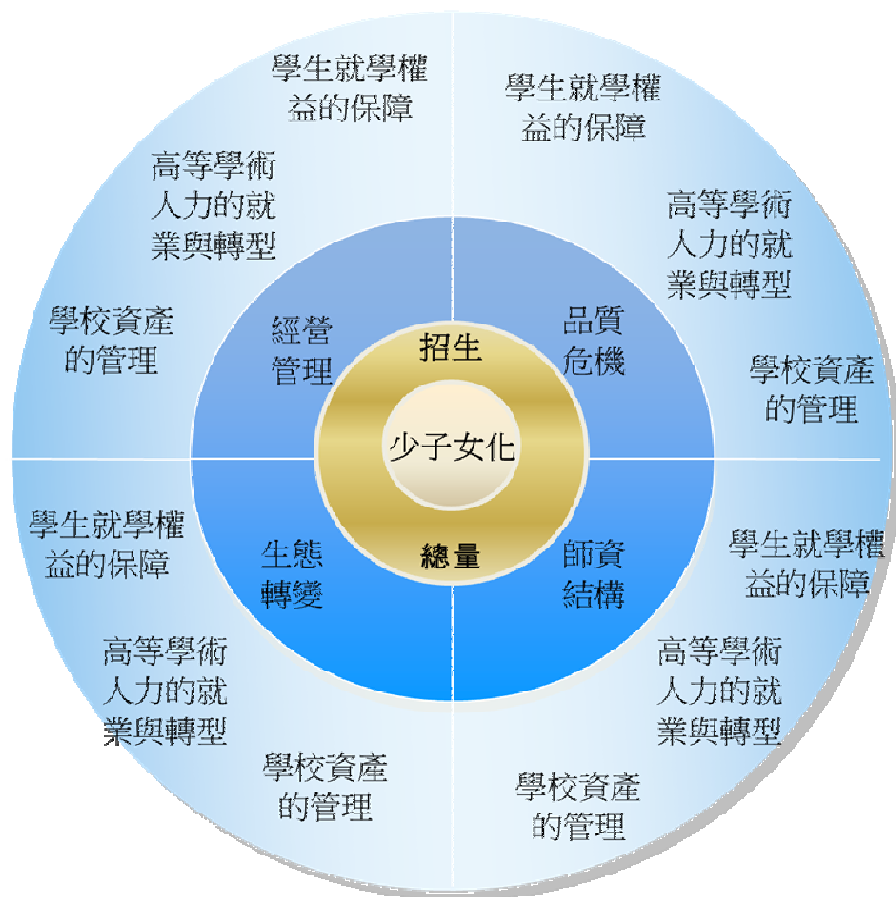 學生就學權
益的保障
學生就學權
益的保障
高等學術
人力的就
業與轉型
高等學術
人力的就
業與轉型
學校資產
的管理
學校資產
的管理
經營
管理
品質
危機
招生
少子女化
總量
生態
轉變
師資
結構
學生就學權
益的保障
學生就學權
益的保障
高等學術
人力的就
業與轉型
高等學術
人力的就
業與轉型
學校資產
的管理
學校資產
的管理